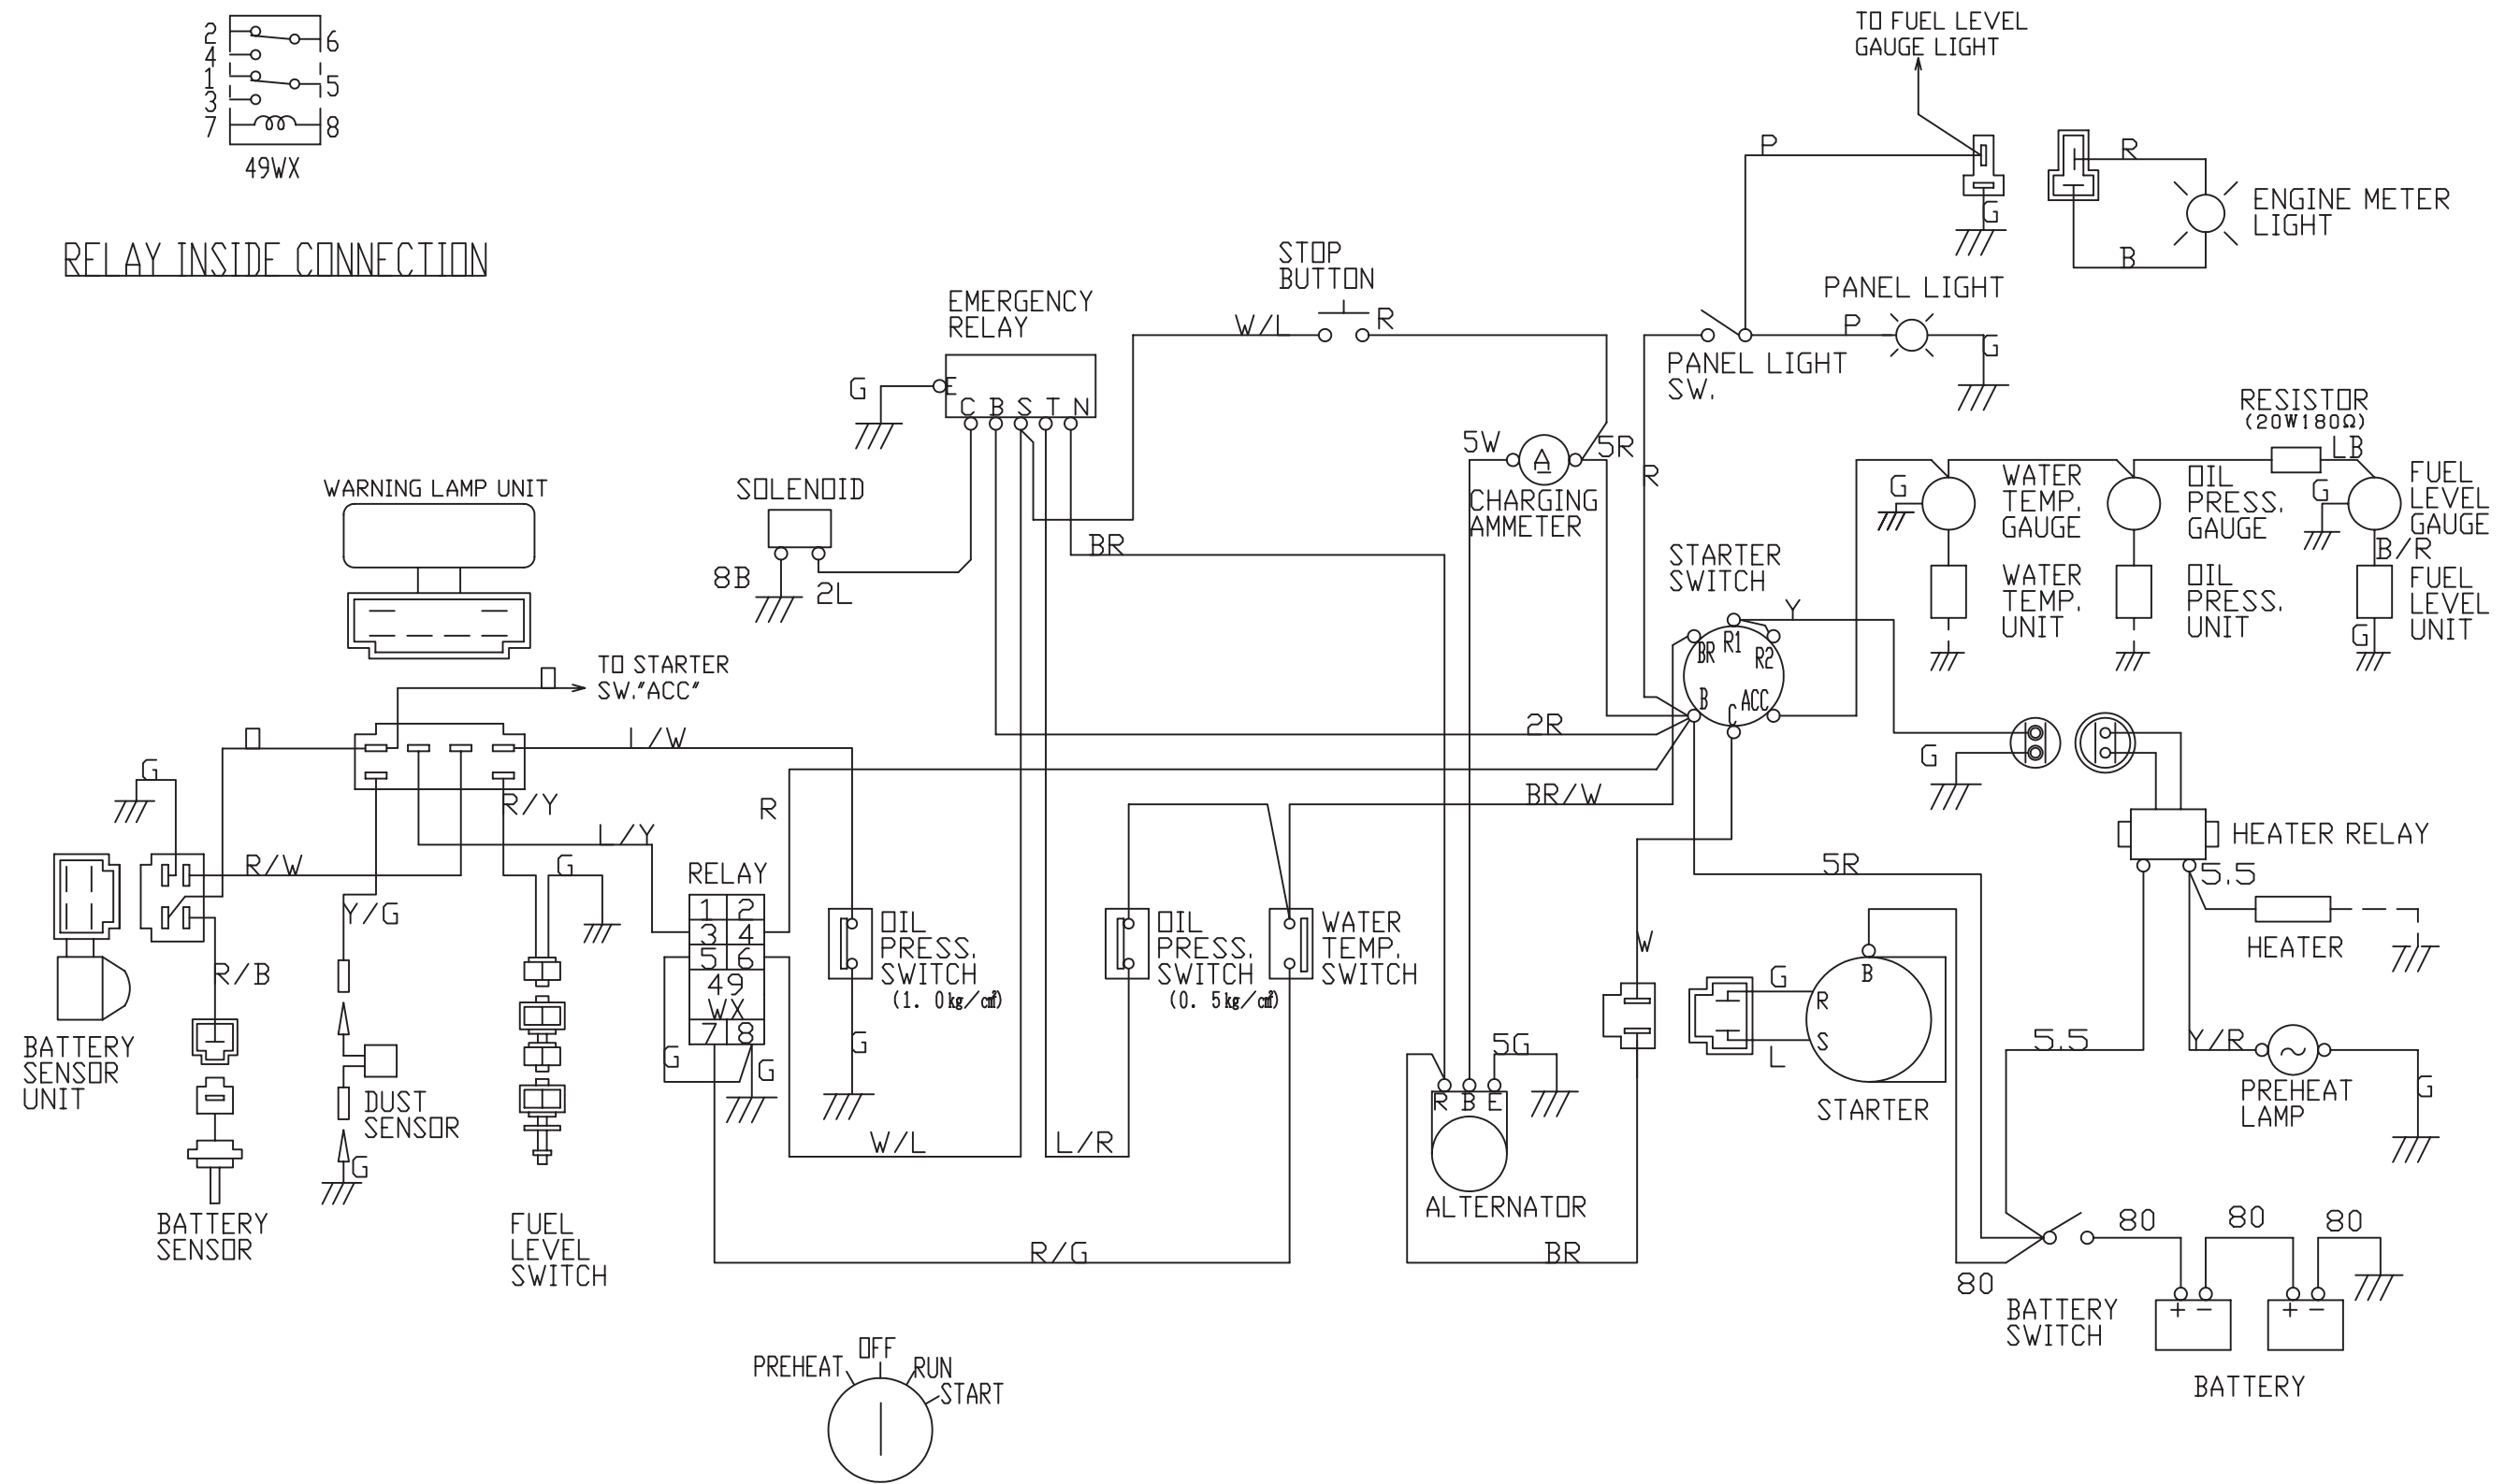 2
4
1
3
7
6
5
8
49WX
RELAY INSIDE CONNECTION
TO FUEL LEVEL
GAUGE LIGHT
P
G
R
B
ENGINE METER
LIGHT
STOP
BUTTON
W/L
R
EMERGENCY
RELAY
G
E
C B S T N
PANEL LIGHT
P
G
PANEL LIGHT
SW.
R
RESISTOR
(20W180Ω)
LB
5W
5R
A
CHARGING
AMMETER
SOLENOID
8B
2L
BR
WARNING LAMP UNIT
G
WATER
TEMP.
GAUGE
OIL
PRESS.
GAUGE
G
FUEL
LEVEL
GAUGE
B/R
WATER
TEMP.
UNIT
OIL
PRESS.
UNIT
FUEL
LEVEL
UNIT
G
STARTER
SWITCH
Y
BR
R1
R2
B
C
ACC
TO STARTER
SW."ACC"
O
O
G
L/W
R/Y
L/Y
R/W
G
Y/G
R/B
2R
R
BR/W
G
HEATER RELAY
5.5
HEATER
5R
RELAY
1 2
3 4
5 6
49
WX
7 8
G
G
OIL
PRESS.
SWITCH
(1.0kg/cm²)
G
OIL
PRESS.
SWITCH
(0.5kg/cm²)
WATER
TEMP.
SWITCH
W
G
L
B
R
S
STARTER
5.5
Y/R
PREHEAT
LAMP
G
BATTERY
SENSOR
UNIT
DUST
SENSOR
G
BATTERY
SENSOR
FUEL
LEVEL
SWITCH
W/L
L/R
R/G
5G
R B E
ALTERNATOR
BR
80
80
80
80
BATTERY
SWITCH
+ −
+ −
BATTERY
PREHEAT
OFF
RUN
START